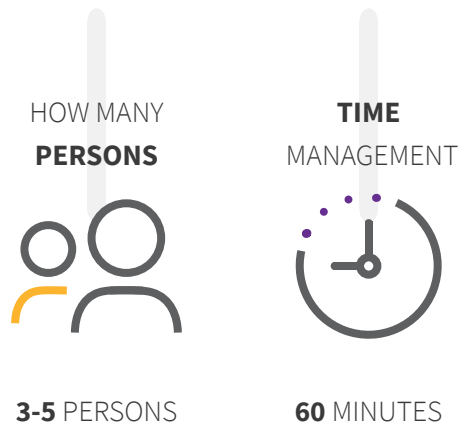 HOW MANY
PERSONS
3-5 PERSONS
TIME
MANAGEMENT
60 MINUTES